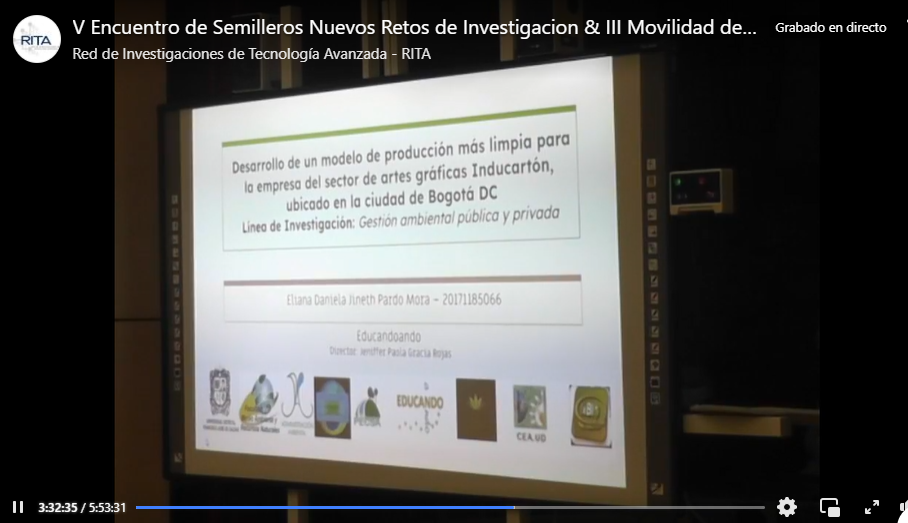 V Encuentro de Semilleros Nuevos Retos de Investigacion & III Movilidad de...
Grabado en directo
RITA
Red de Investigaciones de Tecnología Avanzada - RITA
Desarrollo de un modelo de producción más limpia para
la empresa del sector de artes gráficas Inducartón,
ubicado en la ciudad de Bogotá DC
Línea de Investigación: Gestión ambiental pública y privada
Eliana Daniela Jineth Pardo Mora – 20171185066
Educandoando
Director: Jeniffer Paola Gracia Rojas
EDUCANDO
CEA.UD
3:32:35 / 5:53:31